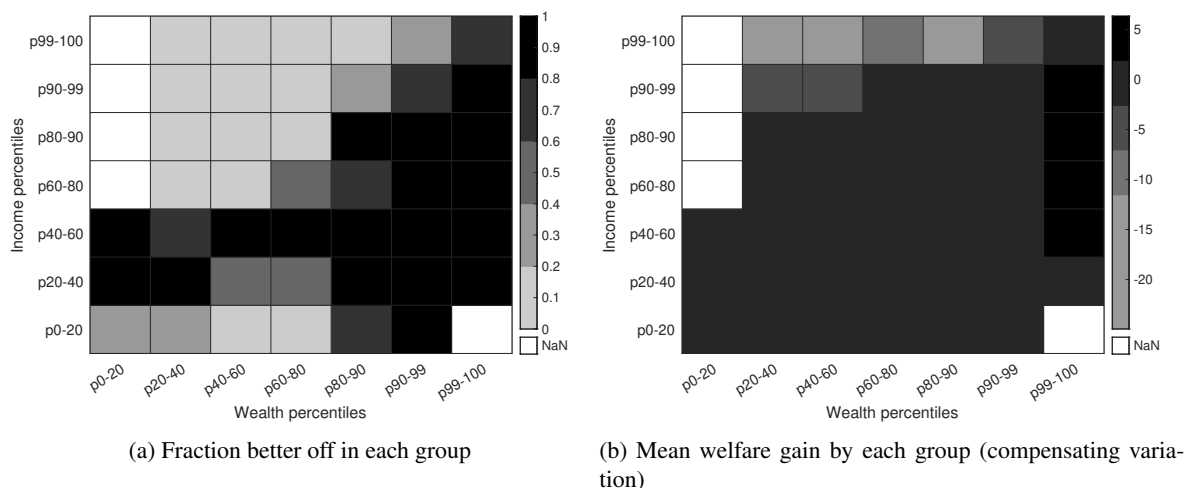 p99-100
p90-99
p80-90
p60-80
p40-60
p20-40
p0-20
Income percentiles
p0-20
p20-40
p40-60
p60-80
p80-90
p90-99
p99-100
Wealth percentiles
1
0.9
0.8
0.7
0.6
0.5
0.4
0.3
0.2
0.1
0
NaN
(a) Fraction better off in each group
p99-100
p90-99
p80-90
p60-80
p40-60
p20-40
p0-20
Income percentiles
p0-20
p20-40
p40-60
p60-80
p80-90
p90-99
p99-100
Wealth percentiles
5
0
-5
-10
-15
-20
NaN
(b) Mean welfare gain by each group (compensating varia-
tion)